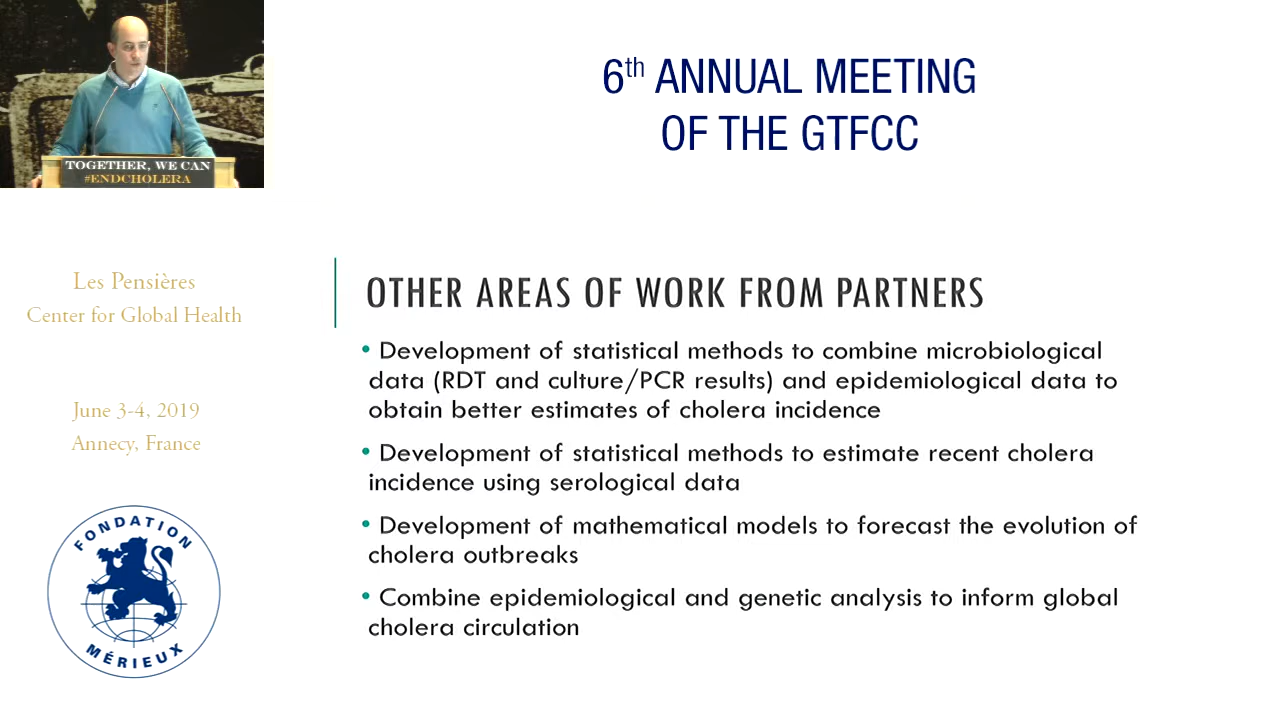 6th ANNUAL MEETING
OF THE GTFCC
TOGETHER, WE CAN
#ENDCHOLERA
Les Pensières
Center for Global Health
June 3-4, 2019
Annecy, France
FONDATION
MÉRIEUX
OTHER AREAS OF WORK FROM PARTNERS
• Development of statistical methods to combine microbiological
data (RDT and culture/PCR results) and epidemiological data to
obtain better estimates of cholera incidence
• Development of statistical methods to estimate recent cholera
incidence using serological data
• Development of mathematical models to forecast the evolution of
cholera outbreaks
• Combine epidemiological and genetic analysis to inform global
cholera circulation